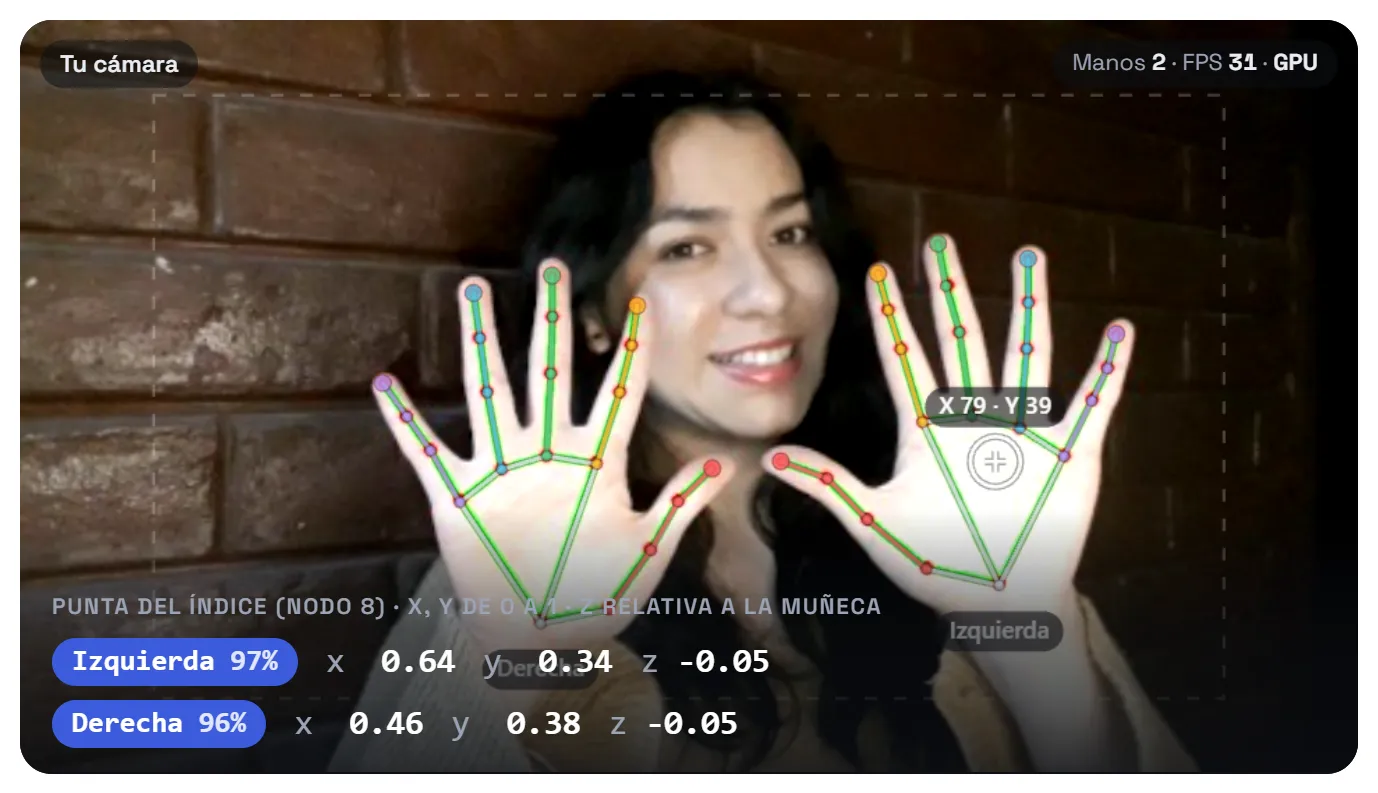 Tu cámara
Manos 2 · FPS 31 · GPU
X 79 · Y 39
PUNTA DEL ÍNDICE (NODO 8) · X, Y DE 0 A 1 · Z RELATIVA A LA MUÑECA
Izquierda
Izquierda 97% x 0.64 y 0.34 z -0.05
Derecha
Derecha 96% x 0.46 y 0.38 z -0.05